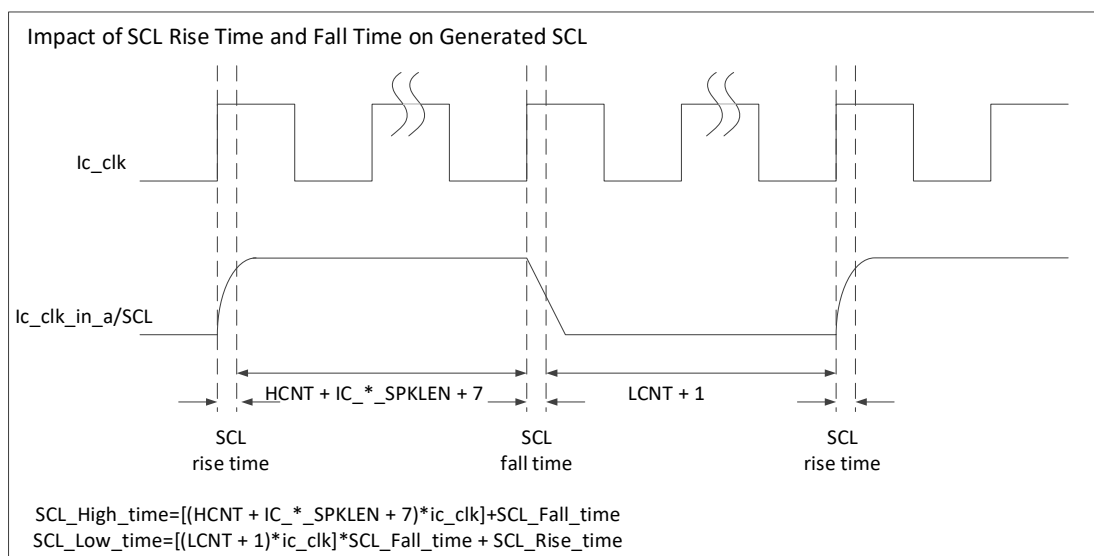 Impact of SCL Rise Time and Fall Time on Generated SCL
Ic_clk
Ic_clk_in_a/SCL
HCNT + IC_*_SPKLEN + 7
LCNT + 1
SCL
rise time
SCL
fall time
SCL
rise time
SCL_High_time=[(HCNT + IC_*_SPKLEN + 7)*ic_clk]+SCL_Fall_time
SCL_Low_time=[(LCNT + 1)*ic_clk]*SCL_Fall_time + SCL_Rise_time